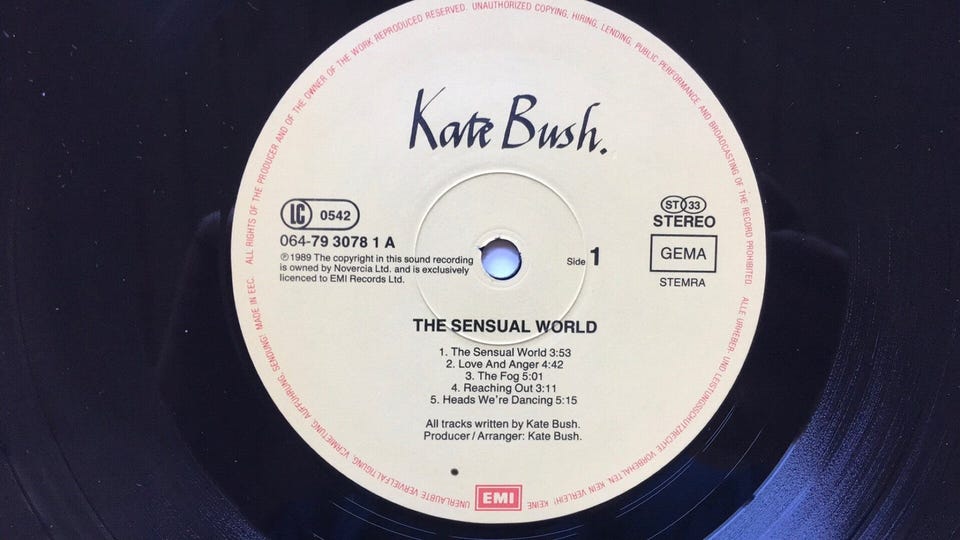 ALL RIGHTS OF THE PRODUCER AND OF THE OWNER OF THE WORK REPRODUCED RESERVED. UNAUTHORIZED COPYING, HIRING, LENDING, PUBLIC PERFORMANCE AND BROADCASTING OF THE RECORD PROHIBITED
Kate Bush.
LC 0542
064-79 3078 1 A
℗ 1989 The copyright in this sound recording
is owned by Novercia Ltd. and is exclusively
licenced to EMI Records Ltd.
ST 33
STEREO
GEMA
STEMRA
Side 1
THE SENSUAL WORLD
1. The Sensual World 3:53
2. Love And Anger 4:42
3. The Fog 5:01
4. Reaching Out 3:11
5. Heads We're Dancing 5:15
All tracks written by Kate Bush.
Producer / Arranger: Kate Bush.
EMI
ALLE URHEBER- UND LEISTUNGSSCHUTZRECHTE VORBEHALTEN KEIN VERLEIH! KEINE
UNERLAUBTE VERVIELFÄLTIGUNG, VERMIETUNG, AUFFÜHRUNG, SENDUNG! MADE IN EEC.